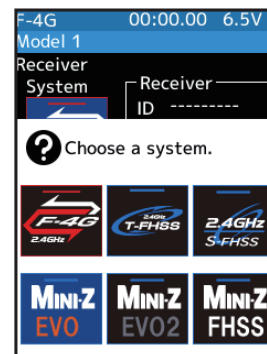 F-4G 00:00.00 6.5V
Model 1
Receiver
System
Receiver
ID ---------
Choose a system.
F-4G
2.4GHz
2.4GHz
T-FHSS
2.4GHz
S-FHSS
MINI-Z
EVO
MINI-Z
EVO2
MINI-Z
FHSS